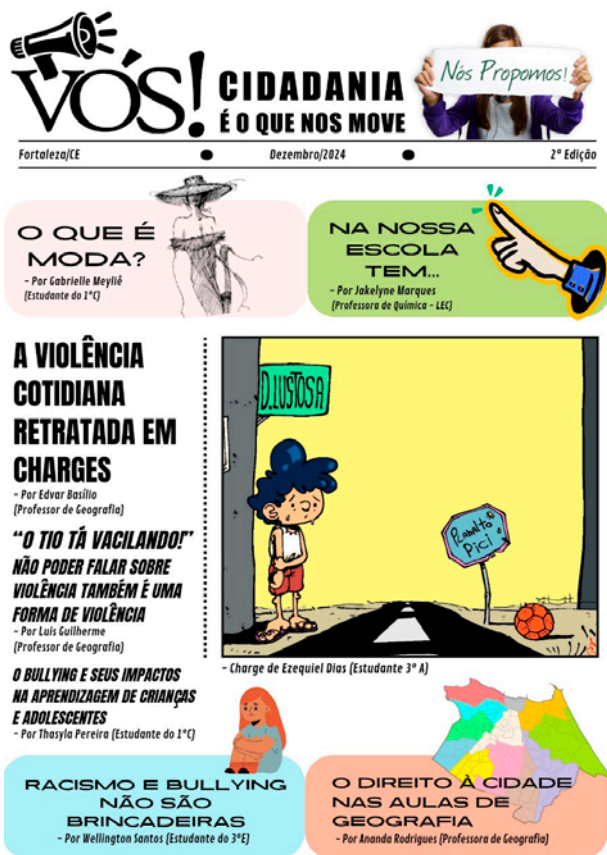 VÓS!
CIDADANIA
É O QUE NOS MOVE
Nós Propomos!
Fortaleza/CE
Dezembro/2024
2ª Edição
O QUE É
MODA?
- Por Gabrielle Meyliê
(Estudante do 1°C)
NA NOSSA
ESCOLA
TEM...
- Por Jakelyne Marques
(Professora de Química - LEC)
A VIOLÊNCIA
COTIDIANA
RETRATADA EM
CHARGES
- Por Edvar Basílio
(Professor de Geografia)
"O TIO TÁ VACILANDO!"
NÃO PODER FALAR SOBRE
VIOLÊNCIA TAMBÉM É UMA
FORMA DE VIOLÊNCIA
- Por Luis Guilherme
(Professor de Geografia)
O BULLYING E SEUS IMPACTOS
NA APRENDIZAGEM DE CRIANÇAS
E ADOLESCENTES
- Por Thasyla Pereira (Estudante do 1°C)
D.LUSTOSA
Planalto
Pici
- Charge de Ezequiel Dias (Estudante 3° A)
RACISMO E BULLYING
NÃO SÃO
BRINCADEIRAS
- Por Wellington Santos (Estudante do 3°E)
O DIREITO À CIDADE
NAS AULAS DE
GEOGRAFIA
- Por Ananda Rodrigues (Professora de Geografia)